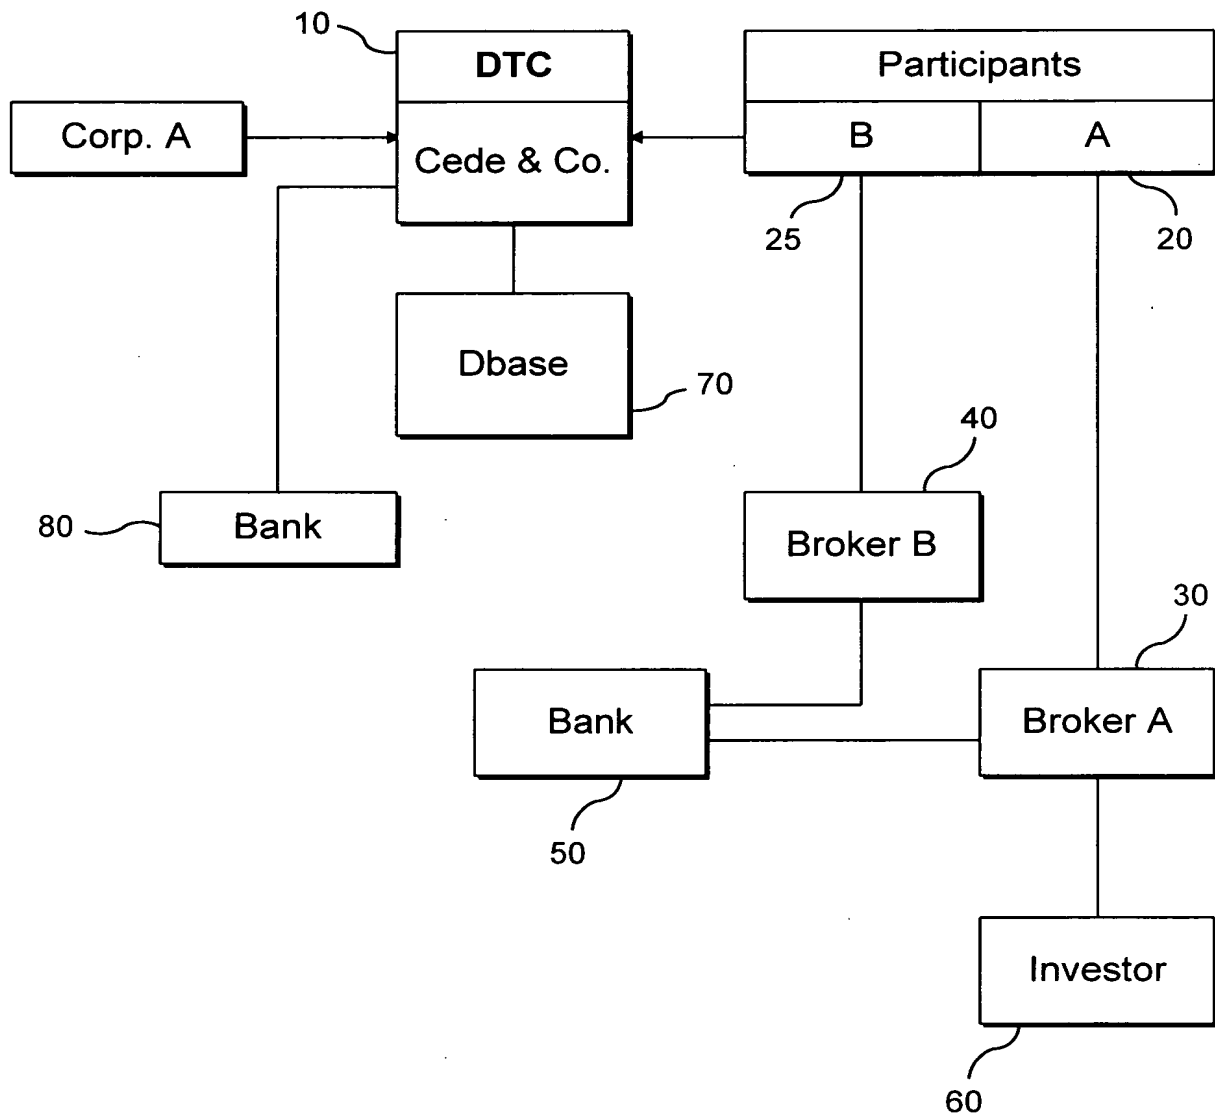 10
DTC
Participants
Corp. A
Cede & Co.
B
A
25
20
Dbase
70
40
80
Bank
Broker B
30
Bank
Broker A
50
Investor
60